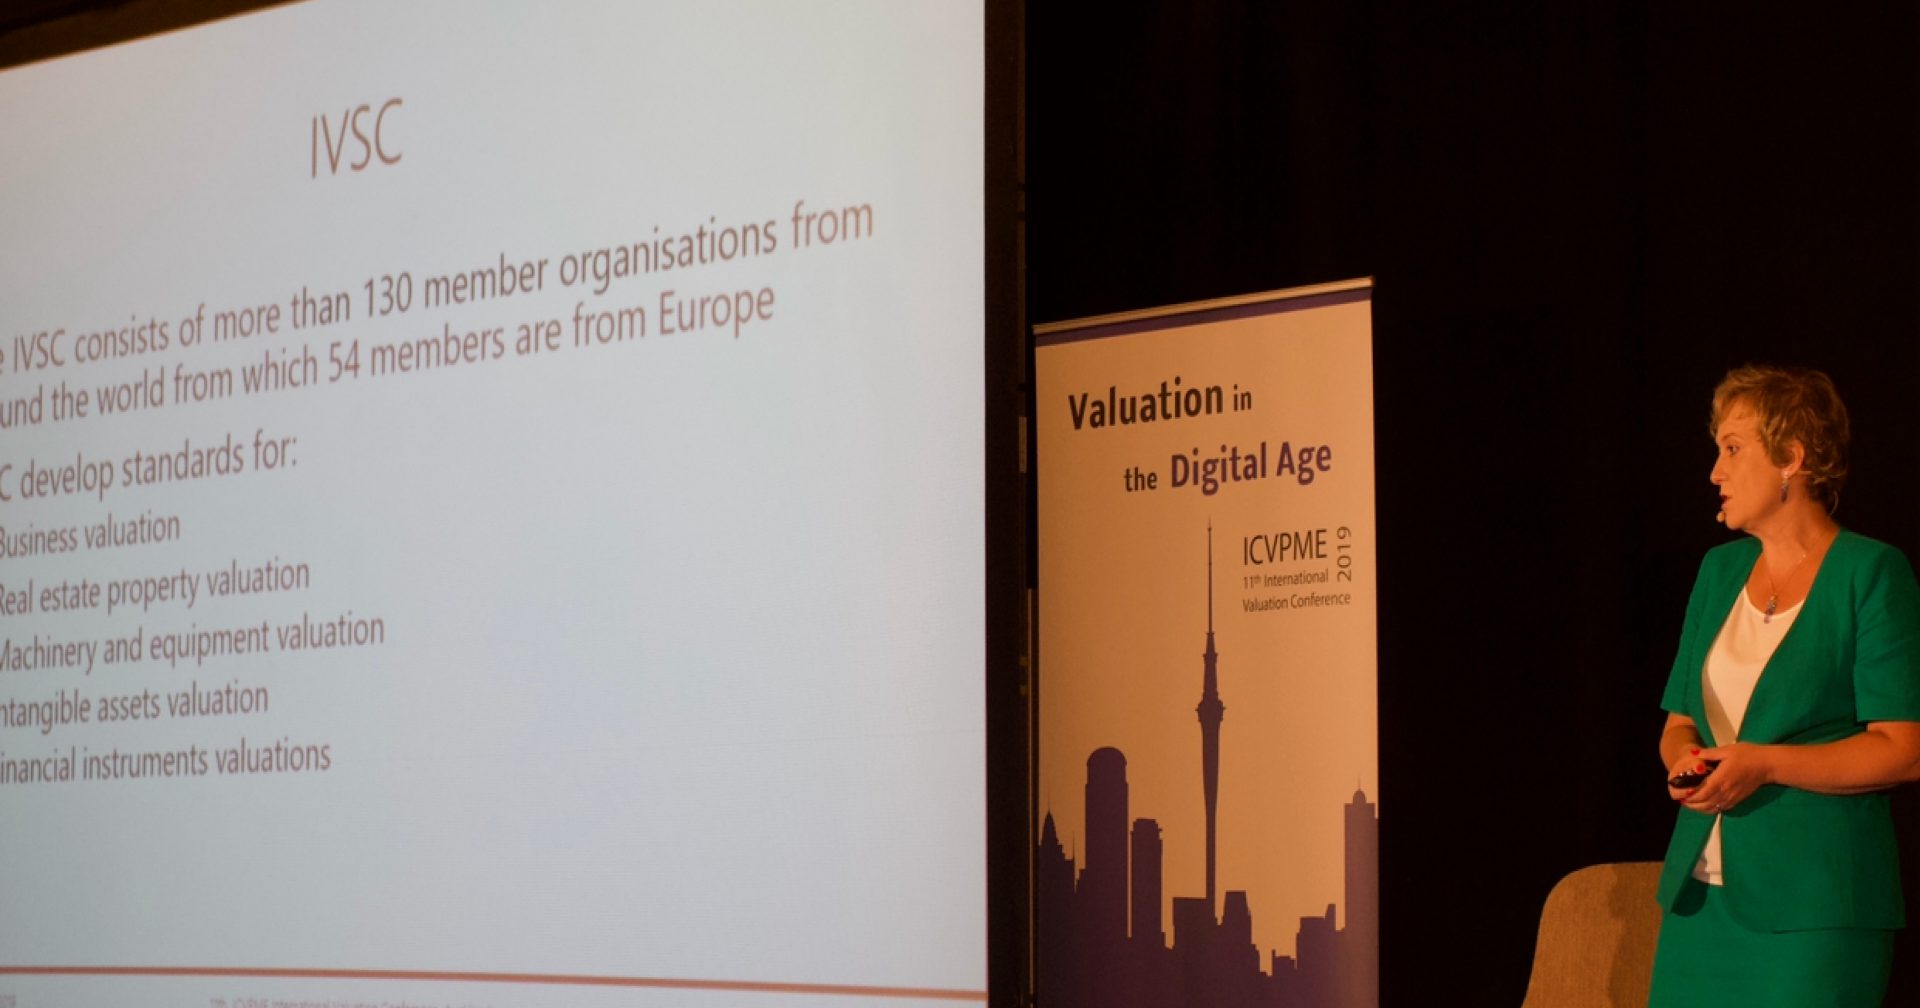 IVSC
IVSC consists of more than 130 member organisations from
und the world from which 54 members are from Europe
C develop standards for:
Business valuation
Real estate property valuation
Machinery and equipment valuation
ntangible assets valuation
inancial instruments valuations
Valuation in
the Digital Age
ICVPME 2019
11th International
Valuation Conference